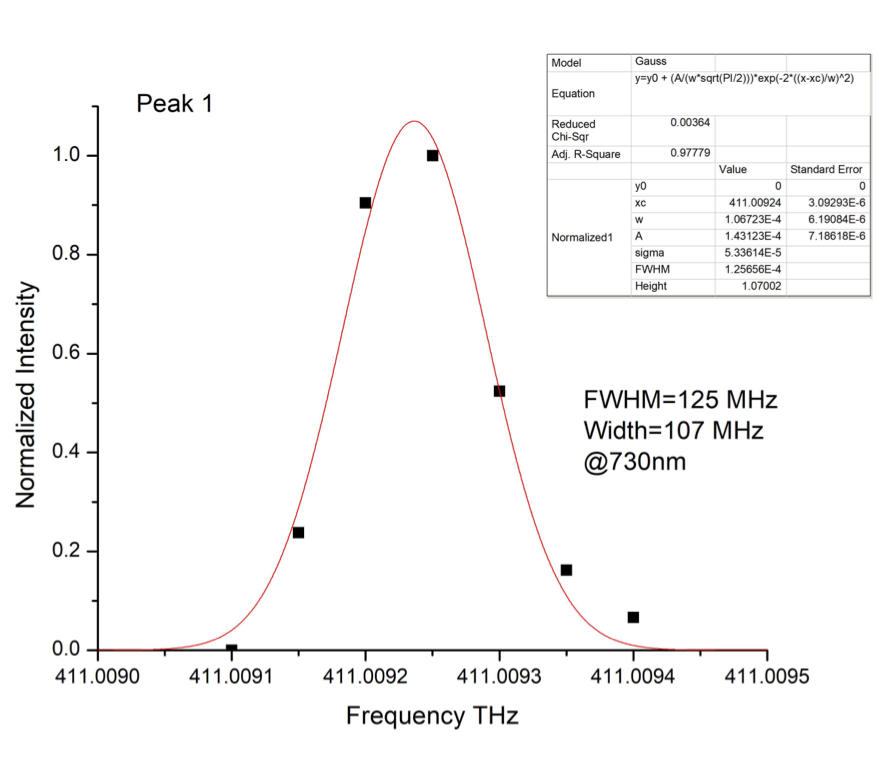 Peak 1
Model Gauss
Equation y=y0 + (A/(w*sqrt(PI/2)))*exp(-2*((x-xc)/w)^2)
Reduced Chi-Sqr 0.00364
Adj. R-Square 0.97779
Value Standard Error
Normalized1 y0 0 0
xc 411.00924 3.09293E-6
w 1.06723E-4 6.19084E-6
A 1.43123E-4 7.18618E-6
sigma 5.33614E-5
FWHM 1.25656E-4
Height 1.07002
FWHM=125 MHz
Width=107 MHz
@730nm
Normalized Intensity
1.0
0.8
0.6
0.4
0.2
0.0
411.0090 411.0091 411.0092 411.0093 411.0094 411.0095
Frequency THz